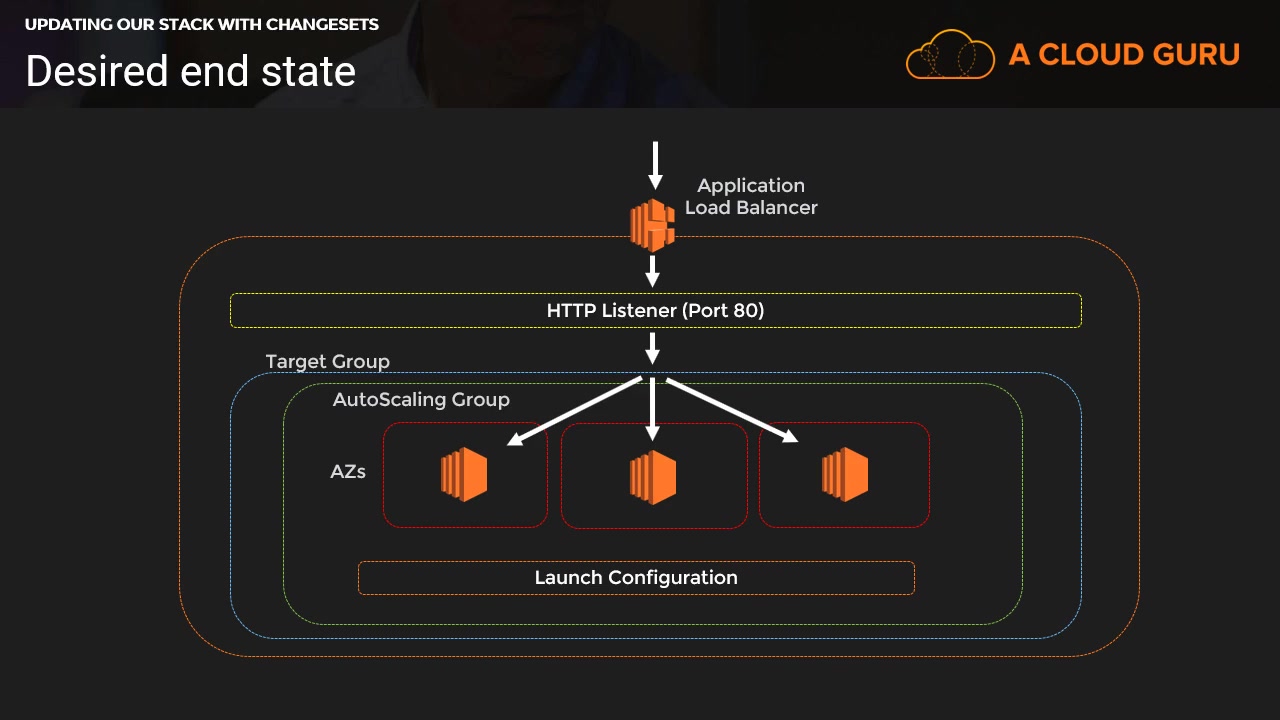 UPDATING OUR STACK WITH CHANGESETS
Desired end state
A CLOUD GURU
Application
Load Balancer
HTTP Listener (Port 80)
Target Group
AutoScaling Group
AZs
Launch Configuration